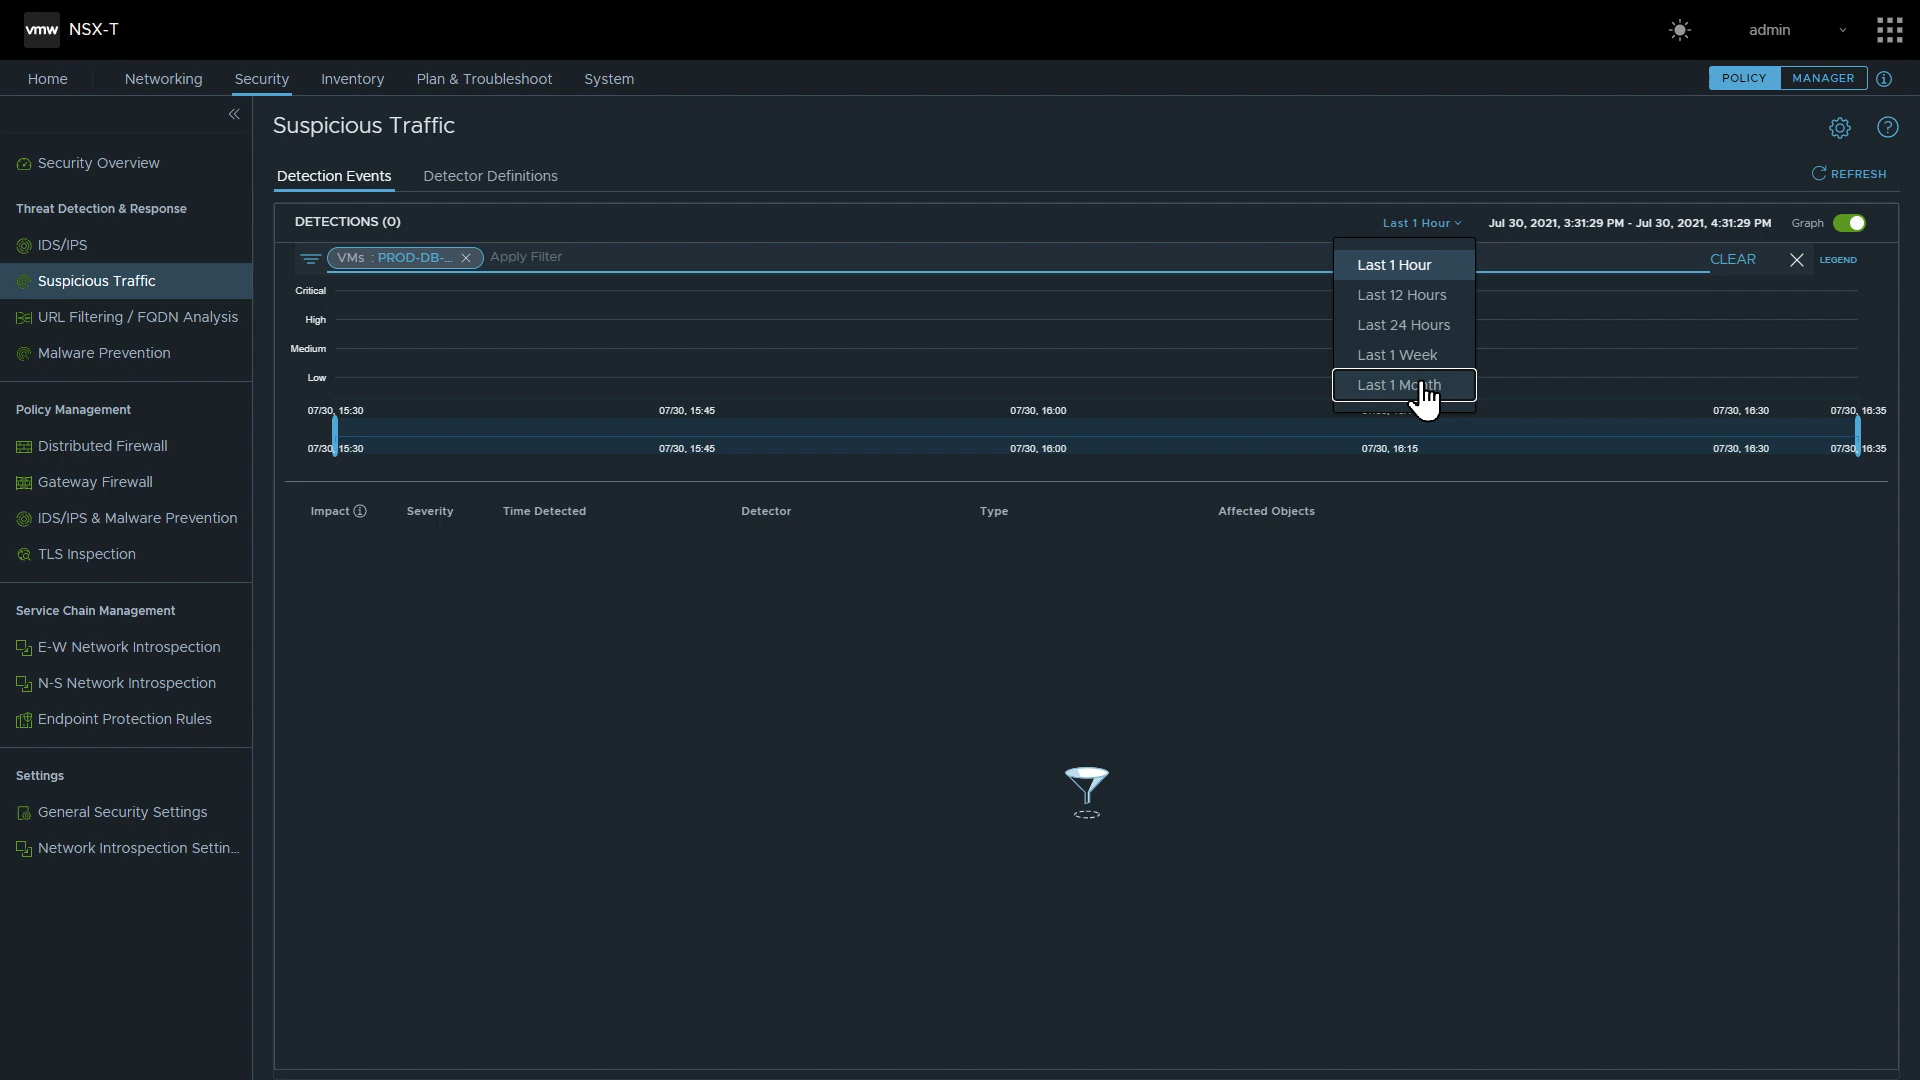 vmw NSX-T
admin
Home Networking Security Inventory Plan & Troubleshoot System
POLICY MANAGER
Suspicious Traffic
Security Overview
Threat Detection & Response
IDS/IPS
Suspicious Traffic
URL Filtering / FQDN Analysis
Malware Prevention
Policy Management
Distributed Firewall
Gateway Firewall
IDS/IPS & Malware Prevention
TLS Inspection
Service Chain Management
E-W Network Introspection
N-S Network Introspection
Endpoint Protection Rules
Settings
General Security Settings
Network Introspection Settin...
Detection Events Detector Definitions
REFRESH
DETECTIONS (0)
Last 1 Hour Jul 30, 2021, 3:31:29 PM - Jul 30, 2021, 4:31:29 PM Graph
VMs : PROD-DB-... Apply Filter
CLEAR LEGEND
Last 1 Hour
Last 12 Hours
Last 24 Hours
Last 1 Week
Last 1 Month
Critical
High
Medium
Low
07/30, 15:30 07/30, 15:45 07/30, 16:00 07/30, 16:30 07/30, 16:35
07/30, 15:30 07/30, 15:45 07/30, 16:00 07/30, 16:15 07/30, 16:30 07/30, 16:35
Impact Severity Time Detected Detector Type Affected Objects